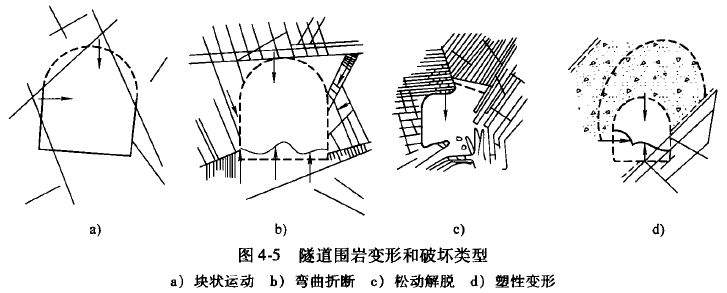 a) b) c) d)
图 4-5 隧道围岩变形和破坏类型
a) 块状运动 b) 弯曲折断 c) 松动解脱 d) 塑性变形